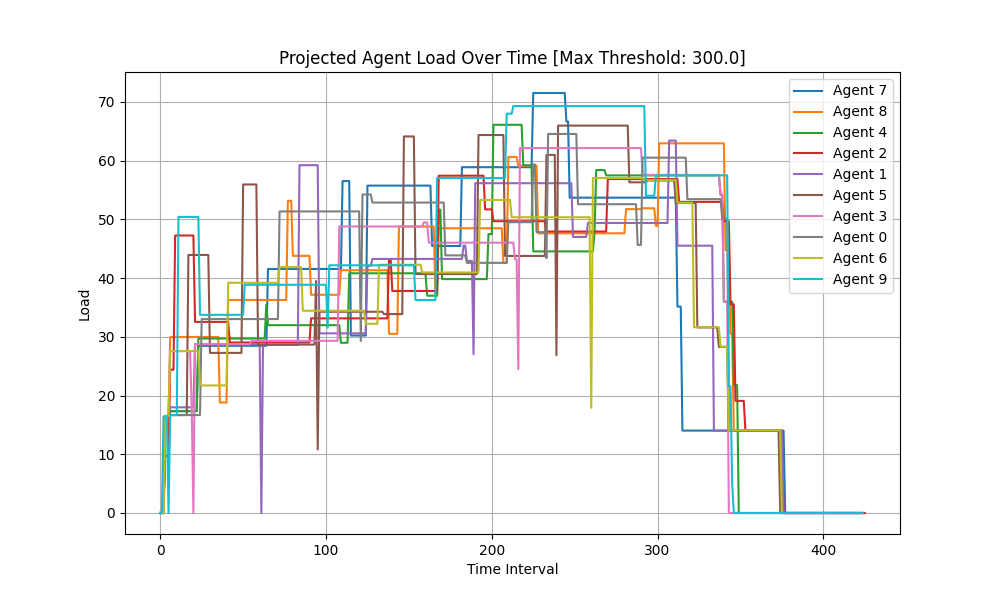 Projected Agent Load Over Time [Max Threshold: 300.0]
Load
70
60
50
40
30
20
10
0
0 100 200 300 400
Time Interval
Agent 7
Agent 8
Agent 4
Agent 2
Agent 1
Agent 5
Agent 3
Agent 0
Agent 6
Agent 9